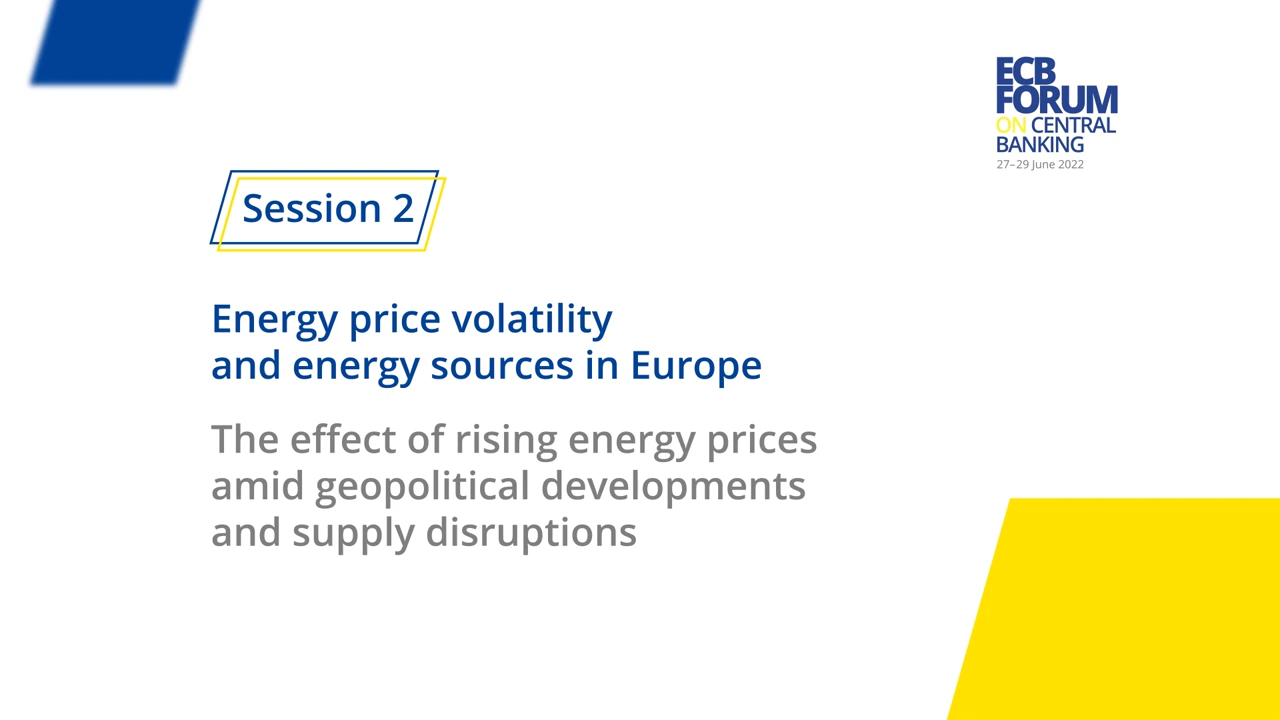 ECB
FORUM
ON CENTRAL
BANKING
27–29 June 2022
Session 2
Energy price volatility
and energy sources in Europe
The effect of rising energy prices
amid geopolitical developments
and supply disruptions